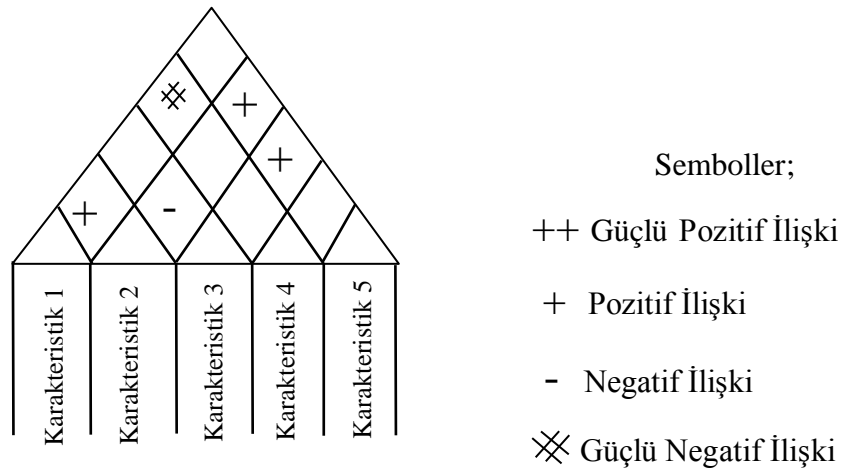 +
+
+ -
Karakteristik 1
Karakteristik 2
Karakteristik 3
Karakteristik 4
Karakteristik 5
Semboller;
++ Güçlü Pozitif İlişki
+ Pozitif İlişki
- Negatif İlişki
Güçlü Negatif İlişki